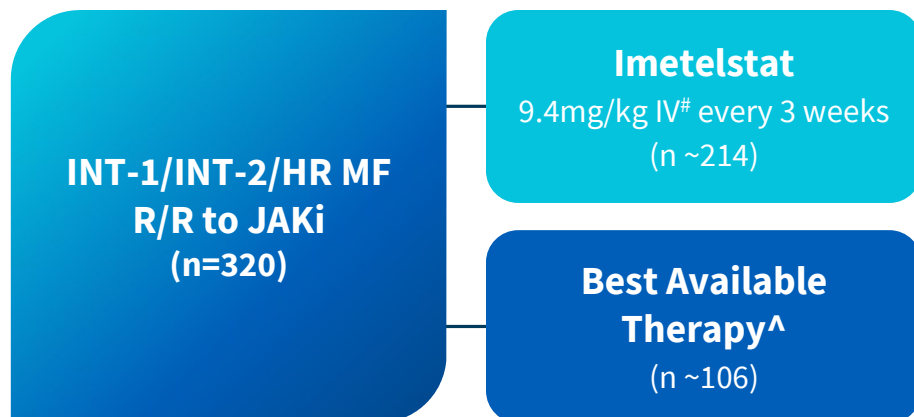 INT-1/INT-2/HR MF
R/R to JAKi
(n=320)
Imetelstat
9.4mg/kg IV# every 3 weeks
(n ~214)
Best Available
Therapy^
(n ~106)